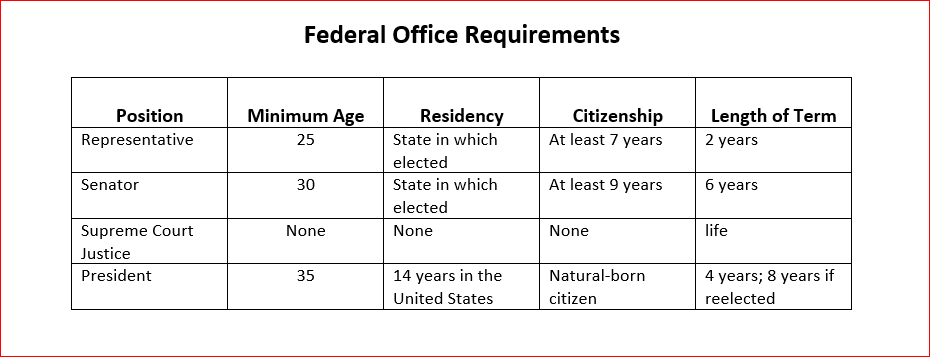 Federal Office Requirements
Position Minimum Age Residency Citizenship Length of Term
Representative 25 State in which elected At least 7 years 2 years
Senator 30 State in which elected At least 9 years 6 years
Supreme Court Justice None None None life
President 35 14 years in the United States Natural-born citizen 4 years; 8 years if reelected